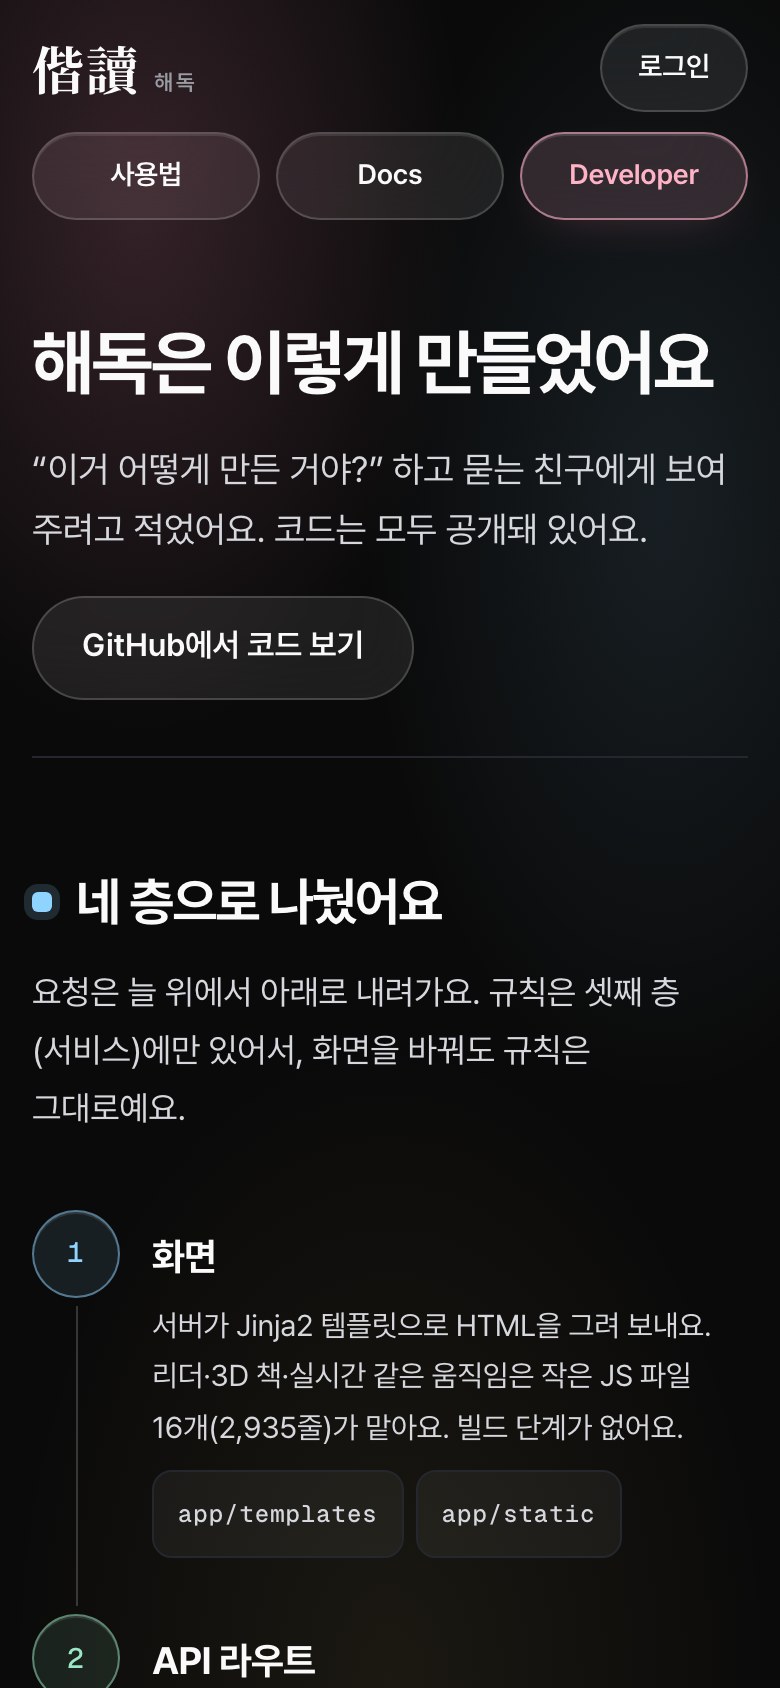 偕讀 해독
로그인
사용법
Docs
Developer
해독은 이렇게 만들었어요
“이거 어떻게 만든 거야?” 하고 묻는 친구에게 보여
주려고 적었어요. 코드는 모두 공개돼 있어요.
GitHub에서 코드 보기
네 층으로 나눴어요
요청은 늘 위에서 아래로 내려가요. 규칙은 셋째 층
(서비스)에만 있어서, 화면을 바꿔도 규칙은
그대로예요.
1
화면
서버가 Jinja2 템플릿으로 HTML을 그려 보내요.
리더·3D 책·실시간 같은 움직임은 작은 JS 파일
16개(2,935줄)가 맡아요. 빌드 단계가 없어요.
app/templates
app/static
2
API 라우트